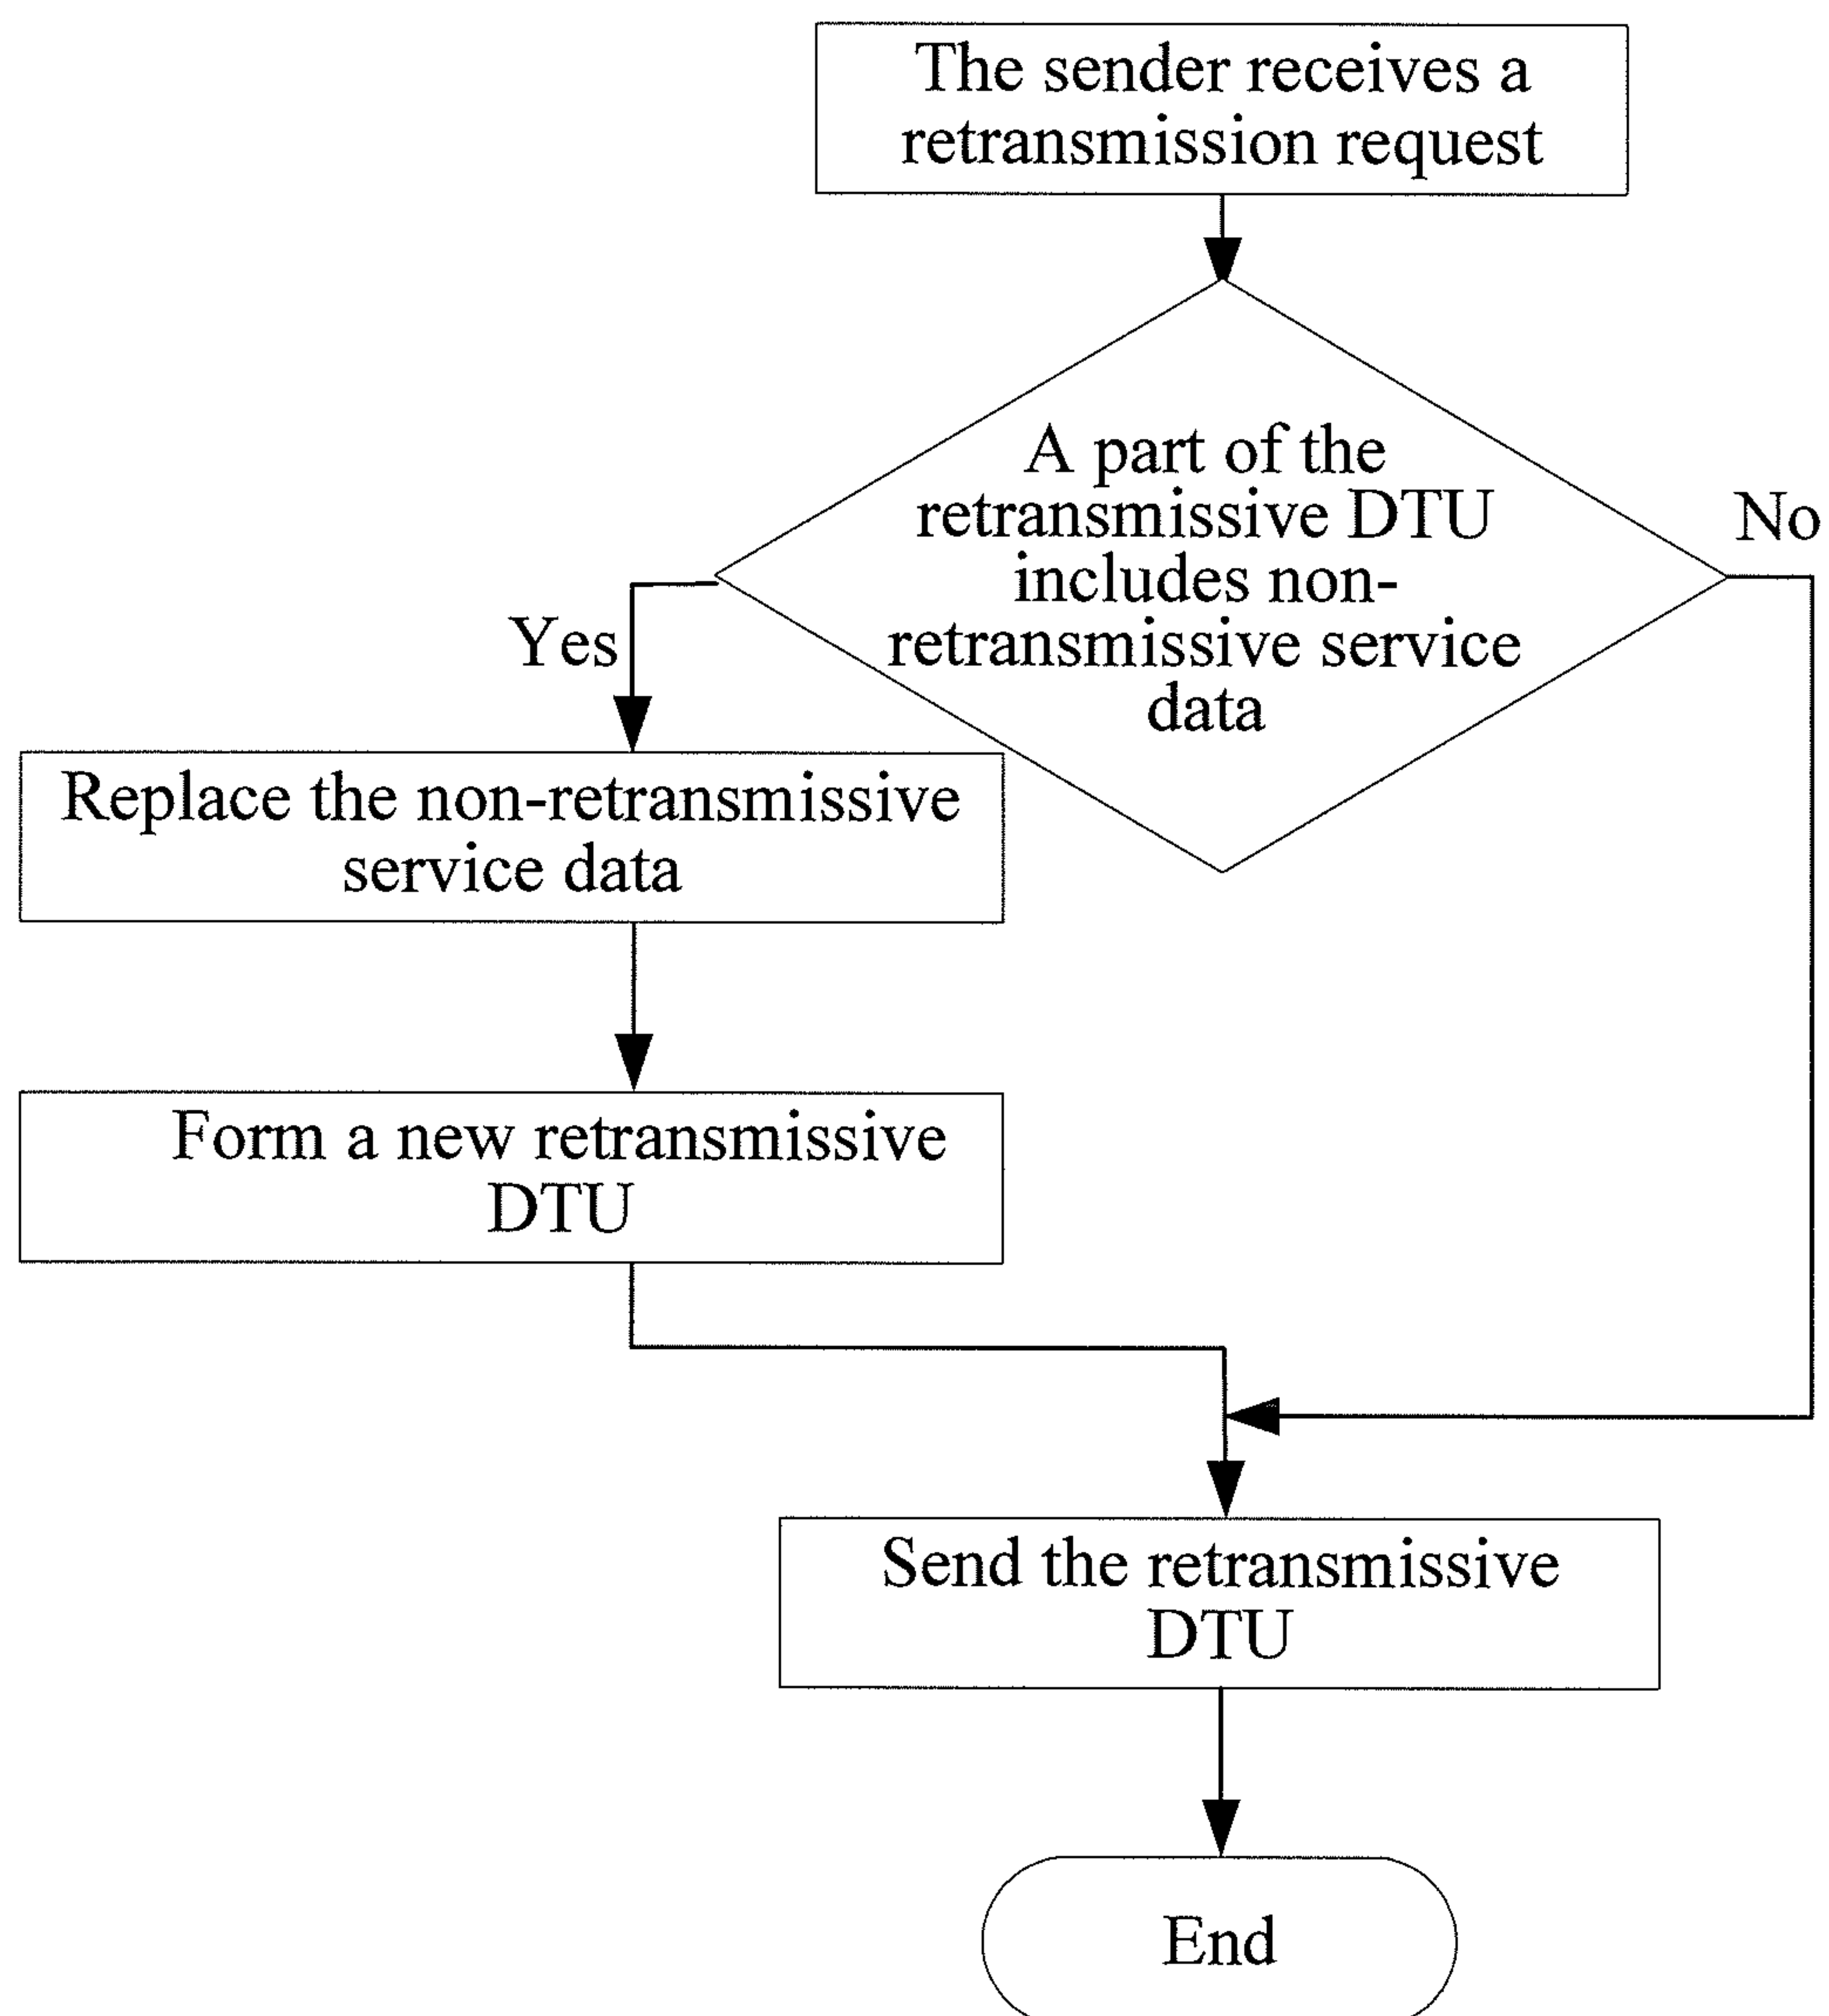 The sender receives a
retransmission request
A part of the
retransmissive DTU
includes non-
retransmissive service
data
No
Yes
Replace the non-retransmissive
service data
Form a new retransmissive
DTU
Send the retransmissive
DTU
End